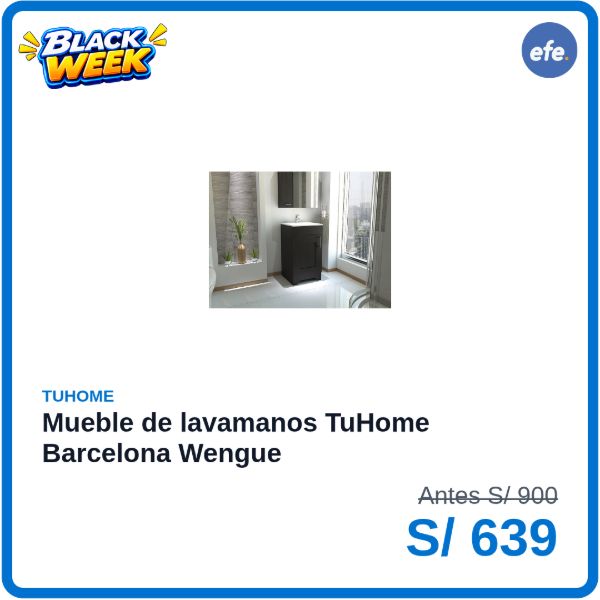 BLACK
WEEK
efe.
TUHOME
Mueble de lavamanos TuHome
Barcelona Wengue
Antes S/ 900
S/ 639